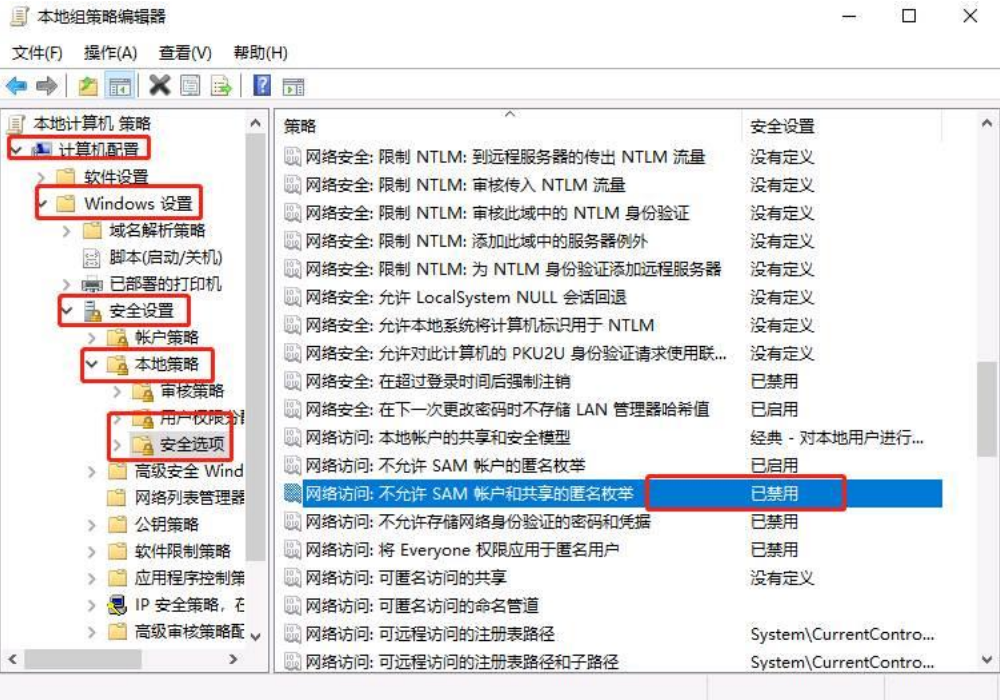 本地组策略编辑器
文件(F) 操作(A) 查看(V) 帮助(H)
本地计算机 策略
计算机配置
软件设置
Windows 设置
域名解析策略
脚本(启动/关机)
已部署的打印机
安全设置
帐户策略
本地策略
审核策略
用户权限分
安全选项
高级安全 Wind
网络列表管理器
公钥策略
软件限制策略
应用程序控制策
IP 安全策略，在
高级审核策略配
策略 安全设置
网络安全: 限制 NTLM: 到远程服务器的传出 NTLM 流量 没有定义
网络安全: 限制 NTLM: 审核传入 NTLM 流量 没有定义
网络安全: 限制 NTLM: 审核此域中的 NTLM 身份验证 没有定义
网络安全: 限制 NTLM: 添加此域中的服务器例外 没有定义
网络安全: 限制 NTLM: 为 NTLM 身份验证添加远程服务器 没有定义
网络安全: 允许 LocalSystem NULL 会话回退 没有定义
网络安全: 允许本地系统将计算机标识用于 NTLM 没有定义
网络安全: 允许对此计算机的 PKU2U 身份验证请求使用联... 没有定义
网络安全: 在超过登录时间后强制注销 已禁用
网络安全: 在下一次更改密码时不存储 LAN 管理器哈希值 已启用
网络访问: 本地帐户的共享和安全模型 经典 - 对本地用户进行...
网络访问: 不允许 SAM 帐户的匿名枚举 已启用
网络访问: 不允许 SAM 帐户和共享的匿名枚举 已禁用
网络访问: 不允许存储网络身份验证的密码和凭据 已禁用
网络访问: 将 Everyone 权限应用于匿名用户 已禁用
网络访问: 可匿名访问的共享 没有定义
网络访问: 可匿名访问的命名管道
网络访问: 可远程访问的注册表路径 System\CurrentContro...
网络访问: 可远程访问的注册表路径和子路径 System\CurrentContro...